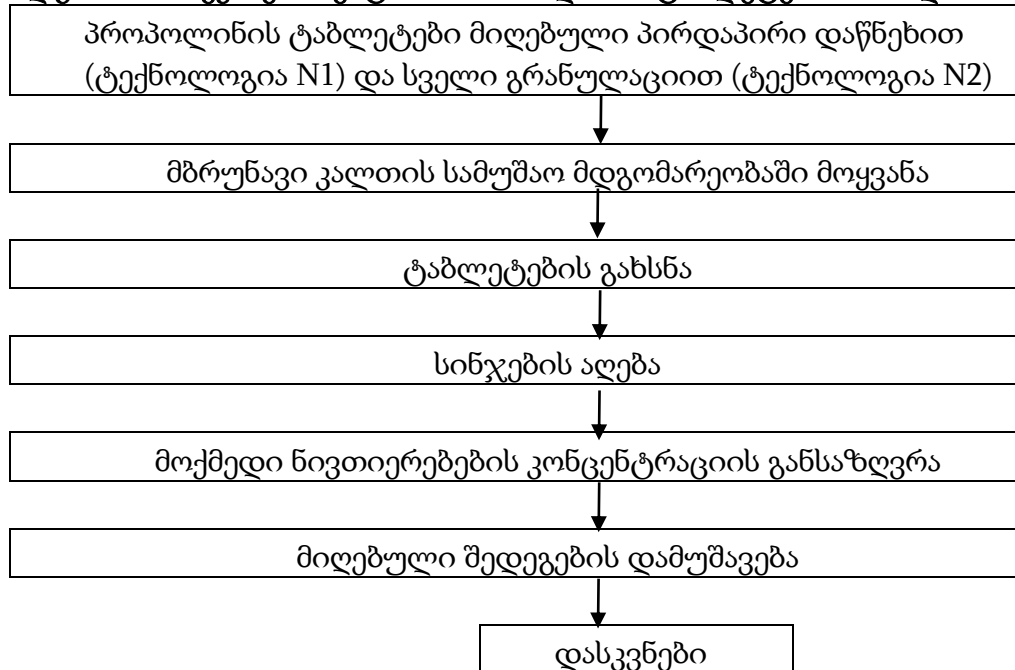 პროპოლინის ტაბლეტები მიღებული პირდაპირი დაწნეხით
(ტექნოლოგია N1) და სველი გრანულაციით (ტექნოლოგია N2)
მბრუნავი კალთის სამუშაო მდგომარეობაში მოყვანა
ტაბლეტების გახსნა
სინჯების აღება
მოქმედი ნივთიერებების კონცენტრაციის განსაზღვრა
მიღებული შედეგების დამუშავება
დასკვნები